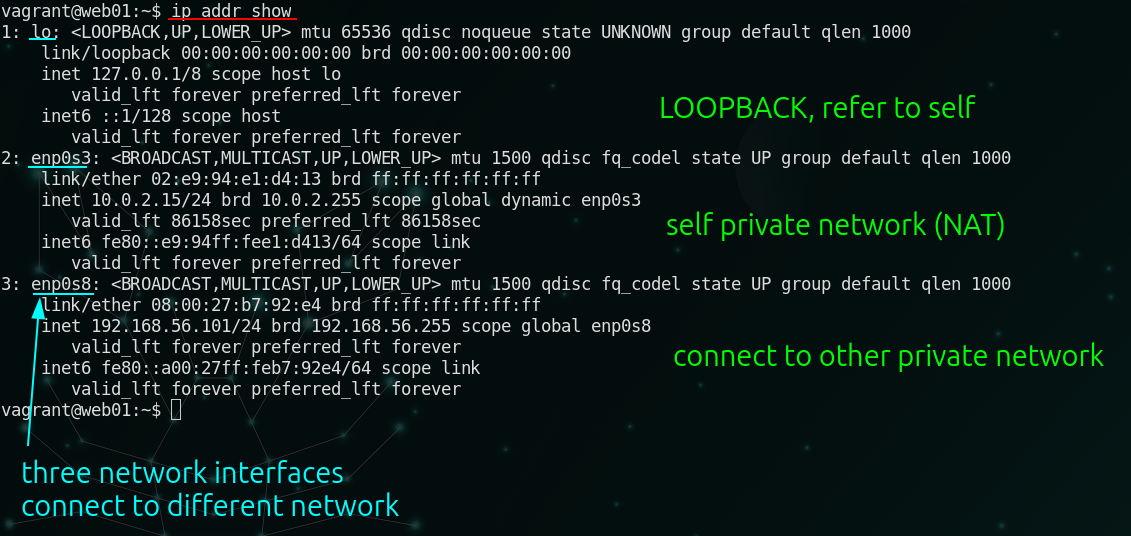 vagrant@web01:~$ ip addr show
1: lo: <LOOPBACK,UP,LOWER_UP> mtu 65536 qdisc noqueue state UNKNOWN group default qlen 1000
    link/loopback 00:00:00:00:00:00 brd 00:00:00:00:00:00
    inet 127.0.0.1/8 scope host lo
       valid_lft forever preferred_lft forever
    inet6 ::1/128 scope host
       valid_lft forever preferred_lft forever
LOOPBACK, refer to self
2: enp0s3: <BROADCAST,MULTICAST,UP,LOWER_UP> mtu 1500 qdisc fq_codel state UP group default qlen 1000
    link/ether 02:e9:94:e1:d4:13 brd ff:ff:ff:ff:ff:ff
    inet 10.0.2.15/24 brd 10.0.2.255 scope global dynamic enp0s3
       valid_lft 86158sec preferred_lft 86158sec
    inet6 fe80::e9:94ff:fee1:d413/64 scope link
       valid_lft forever preferred_lft forever
self private network (NAT)
3: enp0s8: <BROADCAST,MULTICAST,UP,LOWER_UP> mtu 1500 qdisc fq_codel state UP group default qlen 1000
    link/ether 08:00:27:b7:92:e4 brd ff:ff:ff:ff:ff:ff
    inet 192.168.56.101/24 brd 192.168.56.255 scope global enp0s8
       valid_lft forever preferred_lft forever
    inet6 fe80::a00:27ff:feb7:92e4/64 scope link
       valid_lft forever preferred_lft forever
connect to other private network
vagrant@web01:~$
three network interfaces
connect to different network